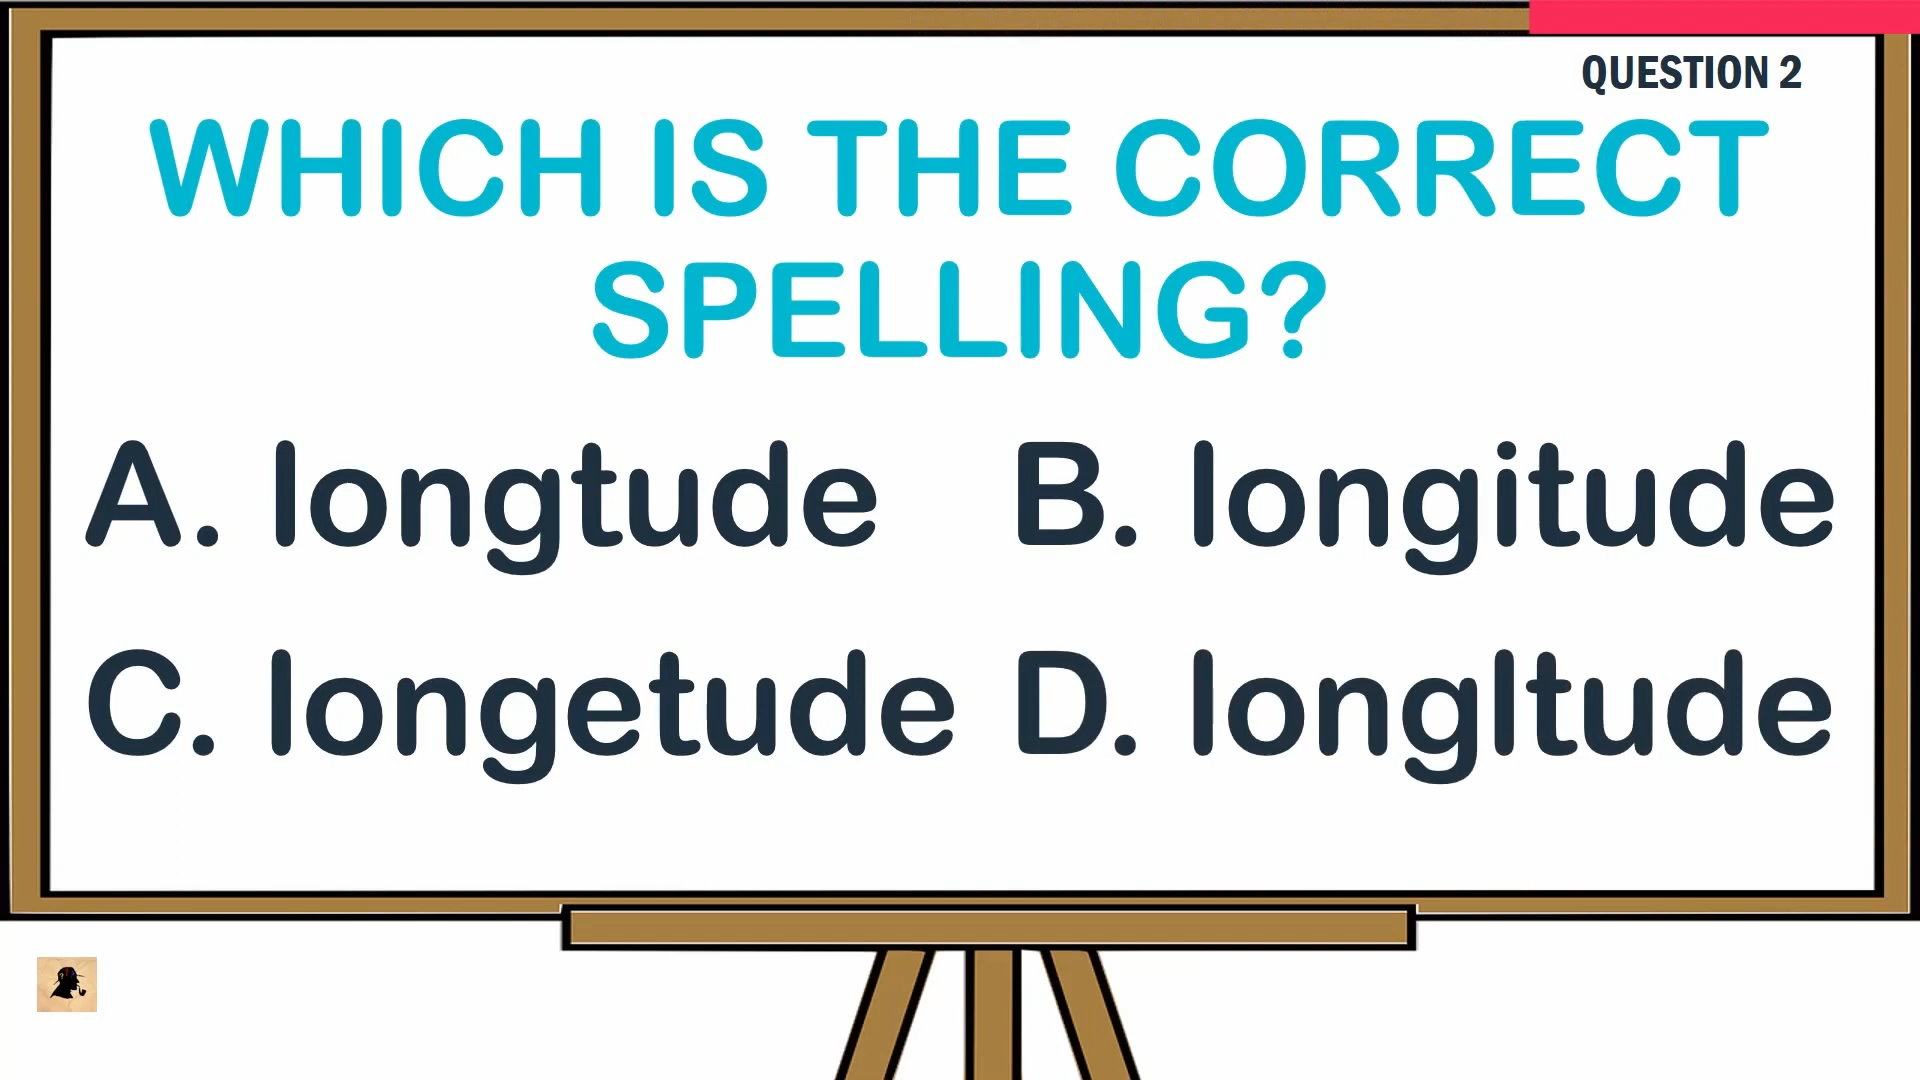 QUESTION 2
WHICH IS THE CORRECT
SPELLING?
A. longtude B. longitude
C. longetude D. longltude